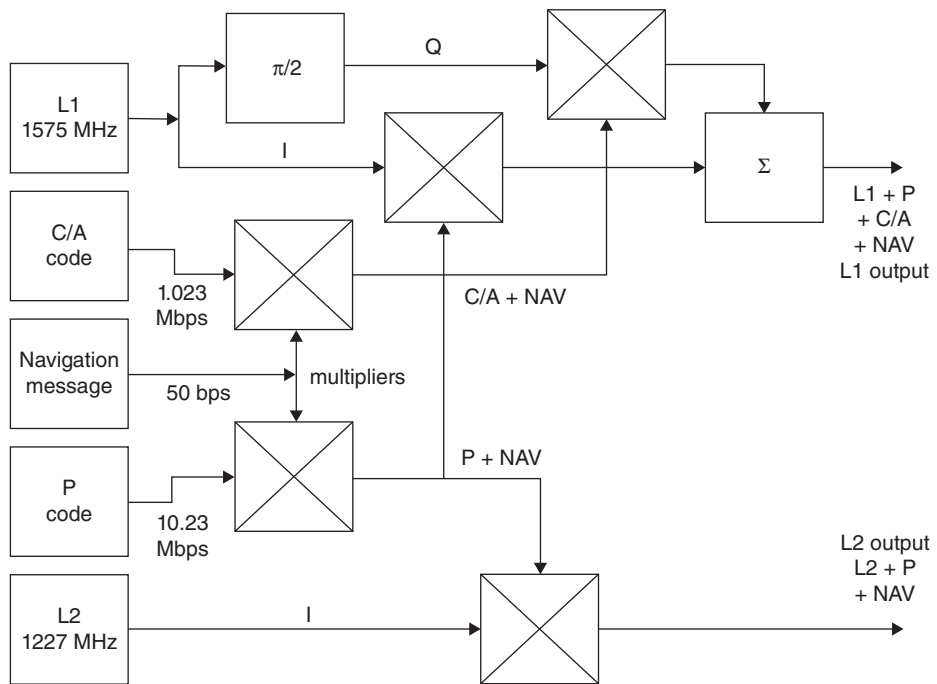 Q
π/2
L1
1575 MHz
I
Σ
L1 + P
+ C/A
+ NAV
L1 output
C/A
code
1.023
Mbps
C/A + NAV
Navigation
message
50 bps
multipliers
P
code
10.23
Mbps
P + NAV
L2 output
L2 + P
+ NAV
L2
1227 MHz
I